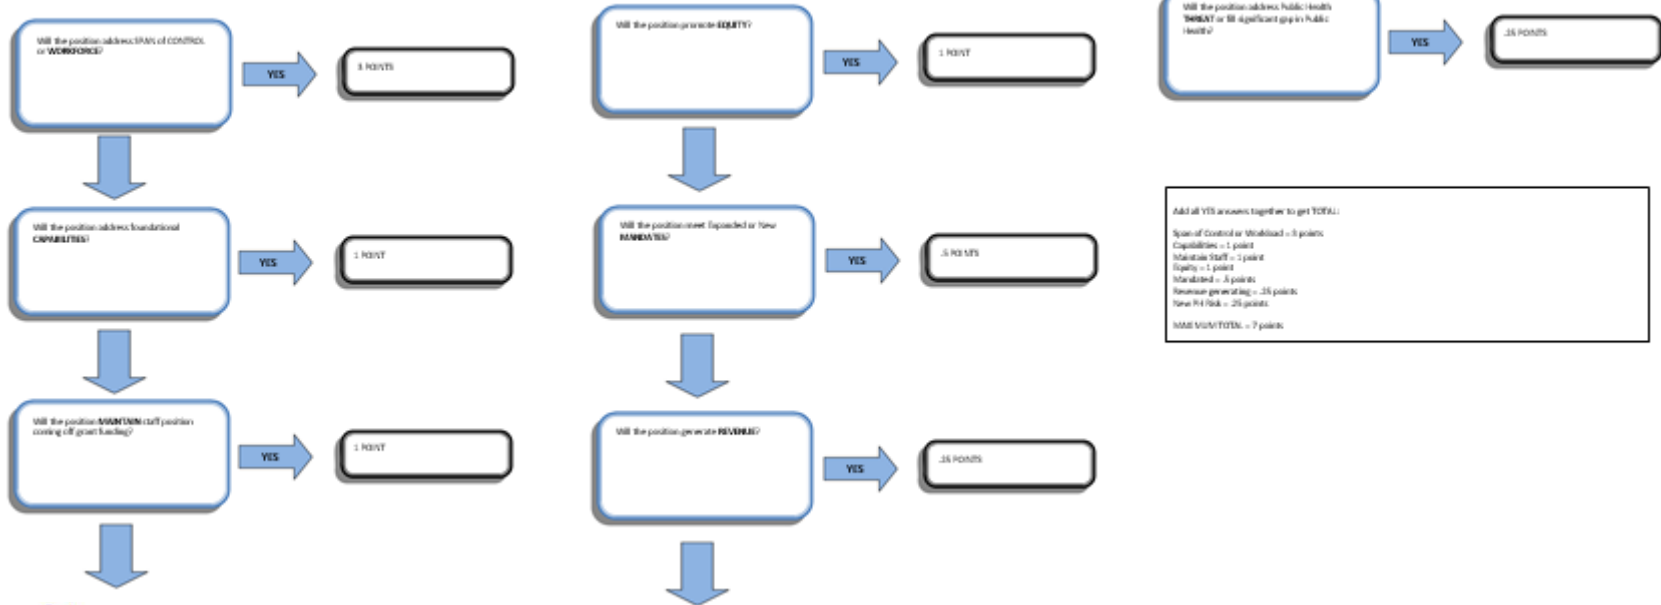 Will the position address SPAN of CONTROL
or WORKFORCE?
YES
3 POINTS
Will the position address foundational
CAPABILITIES?
YES
1 POINT
Will the position MAINTAIN staff position
coming off grant funding?
YES
1 POINT
Will the position promote EQUITY?
YES
1 POINT
Will the position meet Expanded or New
MANDATES?
YES
.5 POINTS
Will the position generate REVENUE?
YES
.25 POINTS
Will the position address Public Health
THREAT or fill significant gap in Public
Health?
YES
.25 POINTS
Add all YES answers together to get TOTAL:
Span of Control or Workload = 3 points
Capabilities = 1 point
Maintain Staff = 1 point
Equity = 1 point
Mandated = .5 points
Revenue generating = .25 points
New PH Risk = .25 points
MAXIMUM TOTAL = 7 points